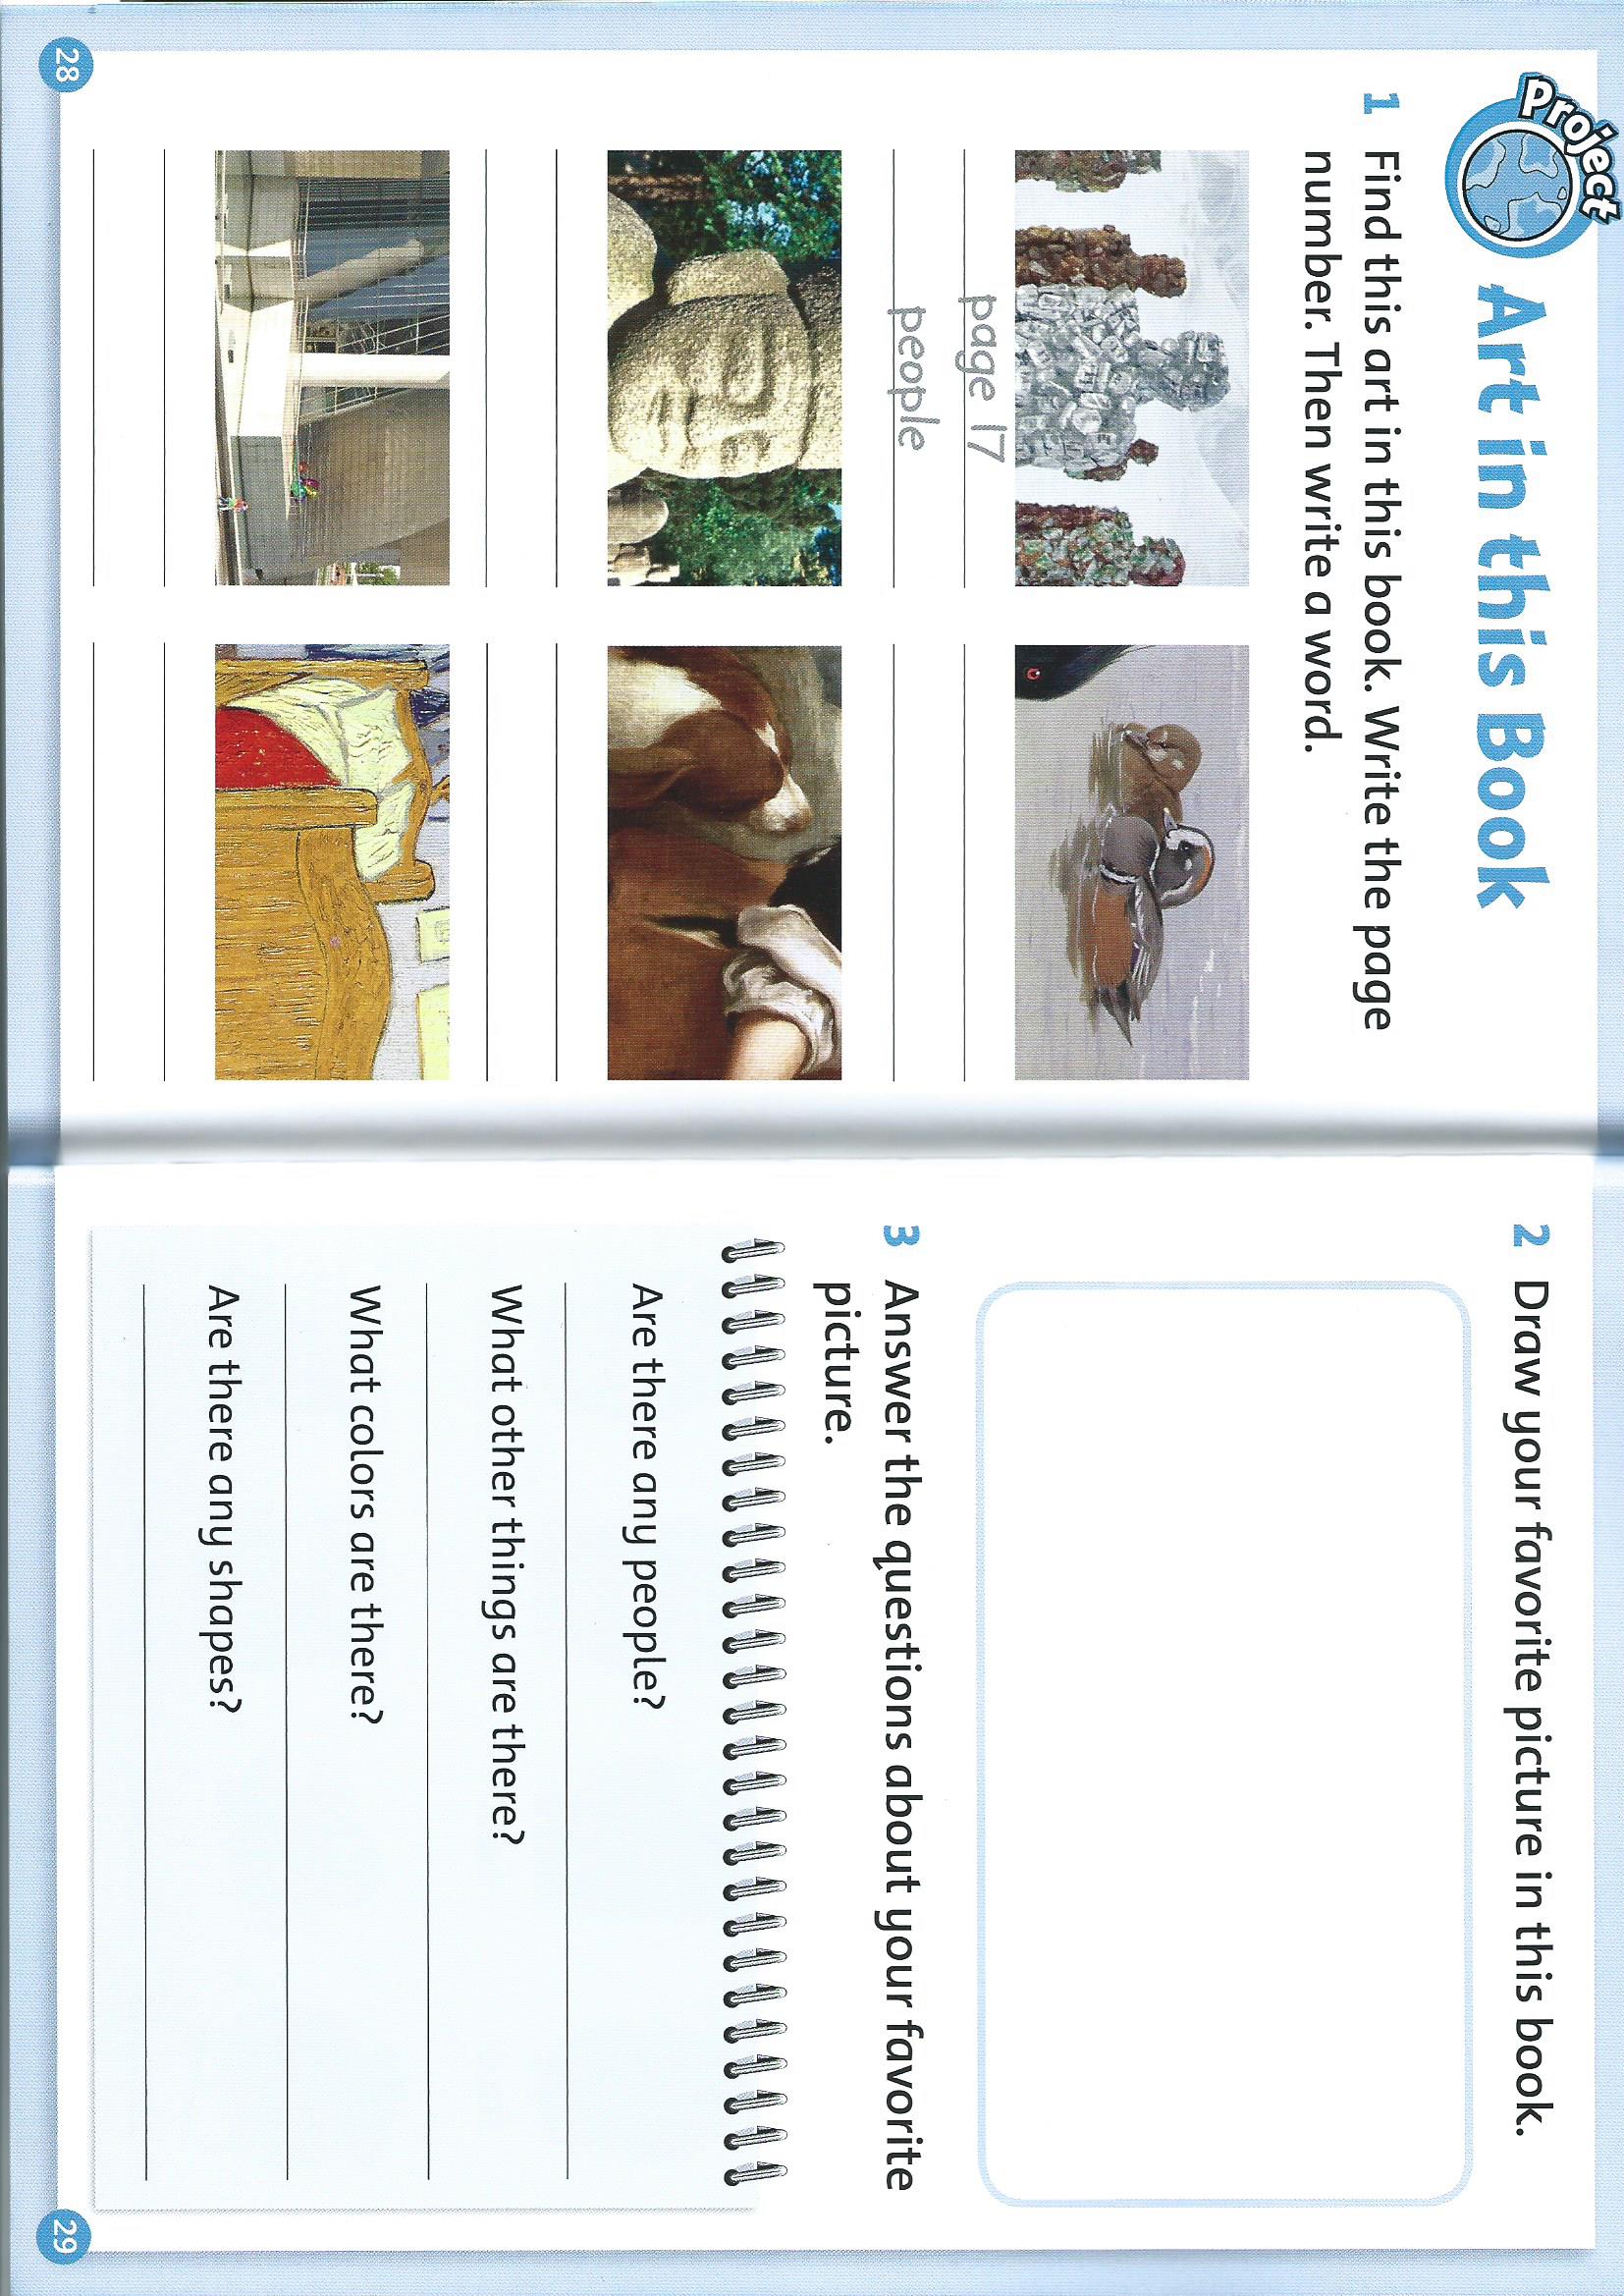 Project
Art in this Book
1 Find this art in this book. Write the page
number. Then write a word.
page 17
people
28
2 Draw your favorite picture in this book.
3 Answer the questions about your favorite
picture.
Are there any people?
What other things are there?
What colors are there?
Are there any shapes?
29